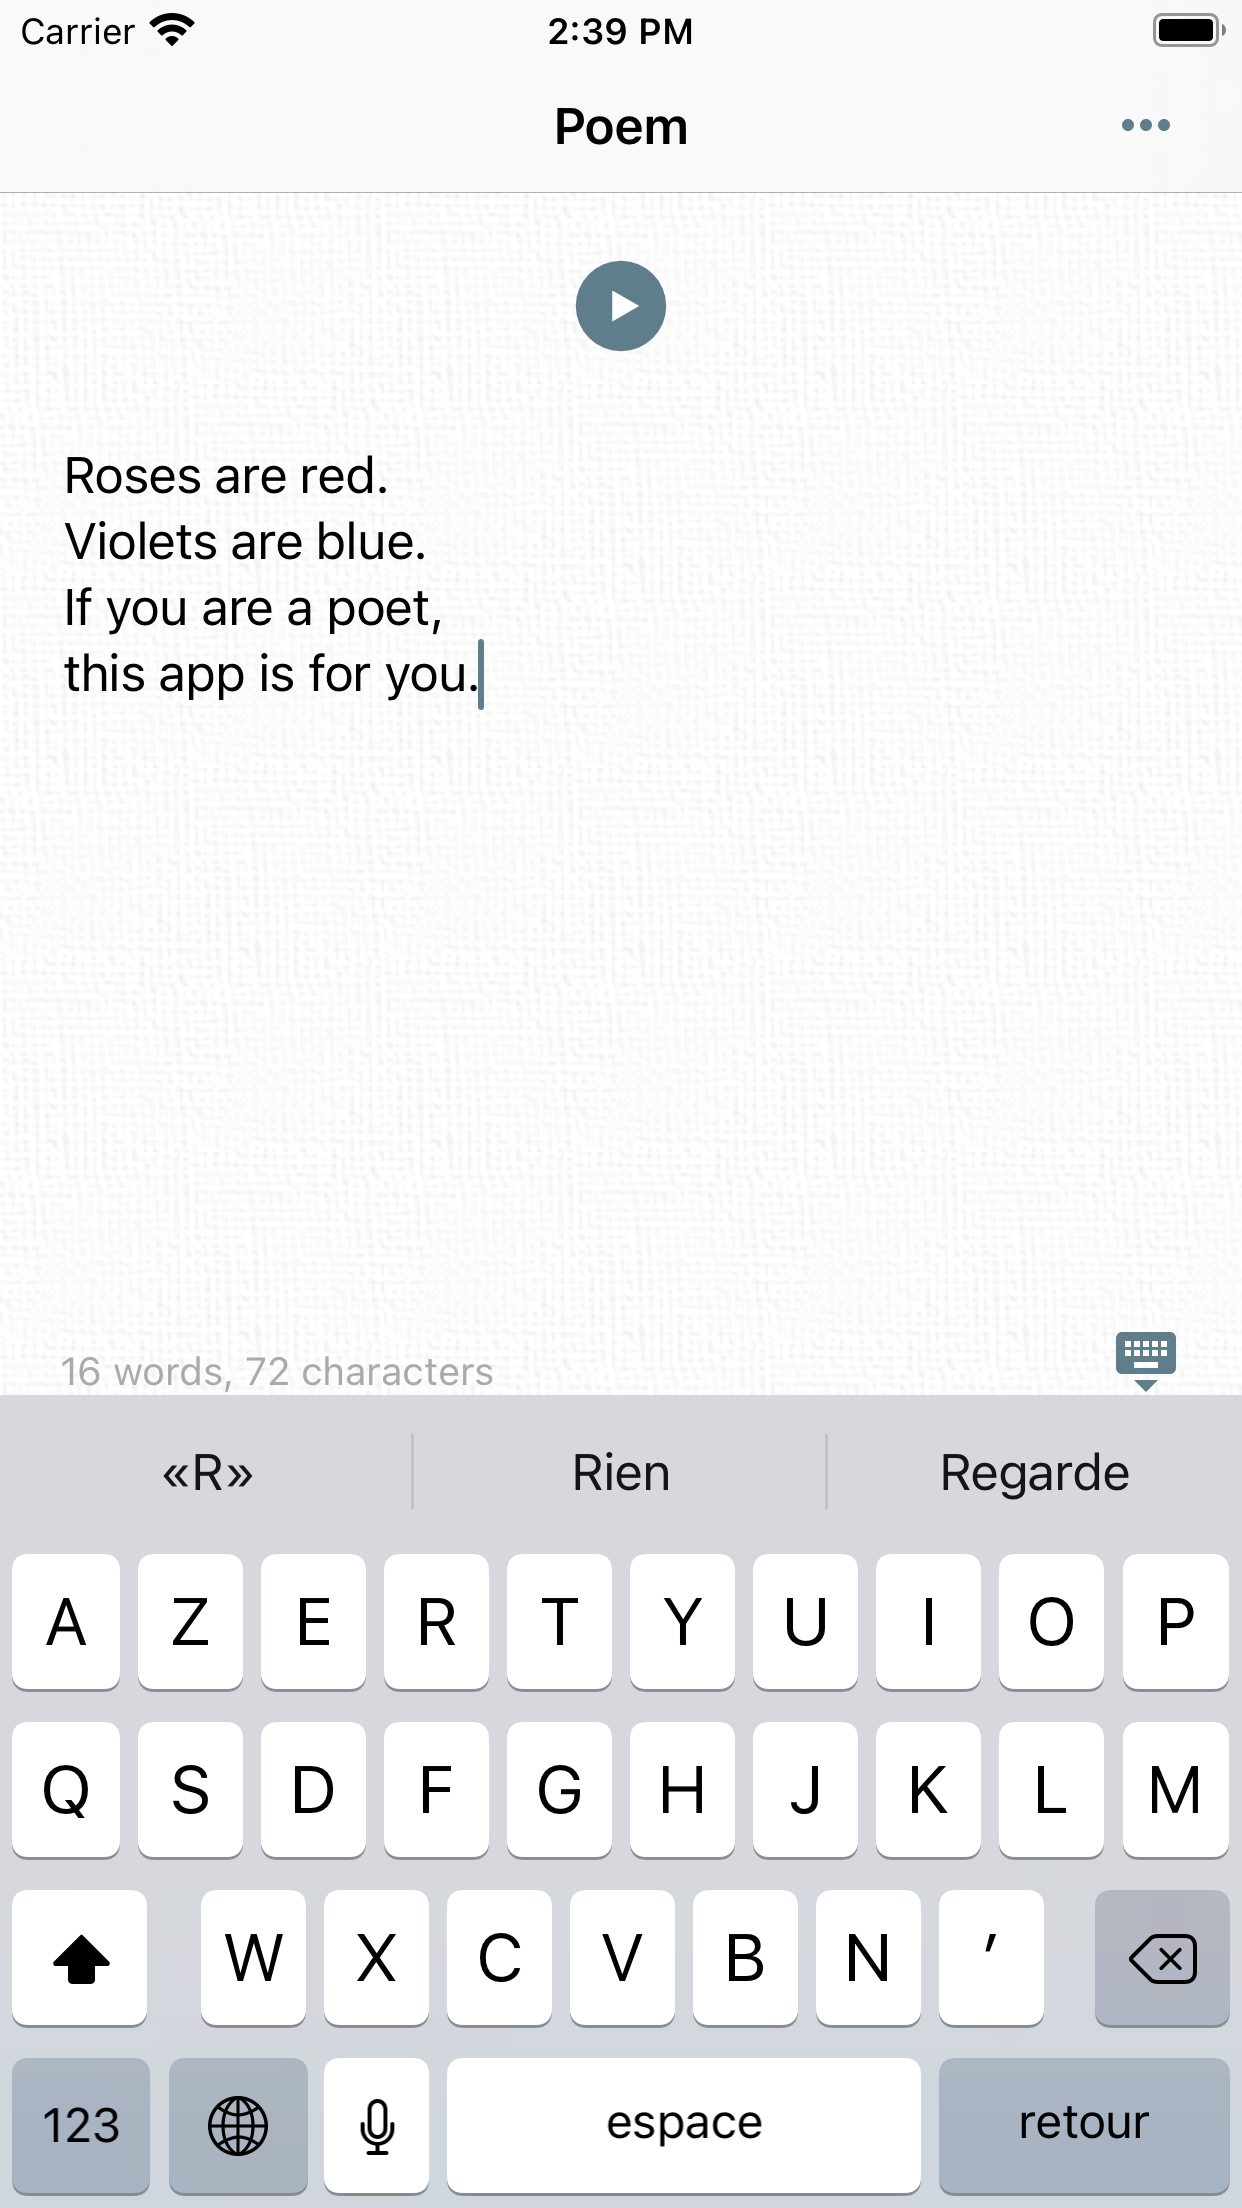 Carrier 2:39 PM
Poem
Roses are red.
Violets are blue.
If you are a poet,
this app is for you.
16 words, 72 characters
«R» Rien Regarde
A Z E R T Y U I O P
Q S D F G H J K L M
W X C V B N ’
123 espace retour